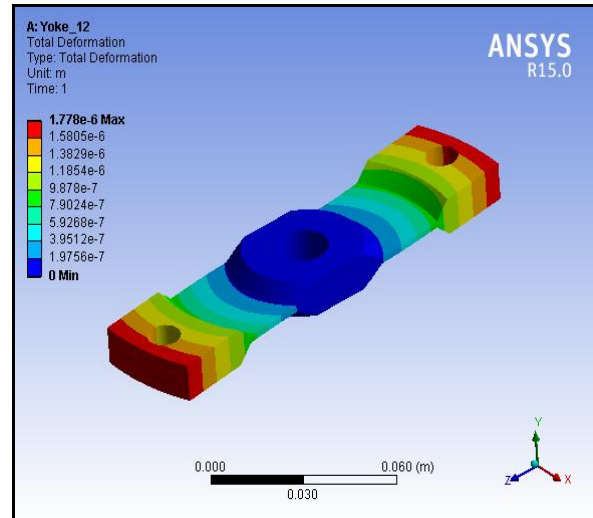 A: Yoke_12
Total Deformation
Type: Total Deformation
Unit: m
Time: 1
ANSYS
R15.0
1.778e-6 Max
1.5805e-6
1.3829e-6
1.1854e-6
9.878e-7
7.9024e-7
5.9268e-7
3.9512e-7
1.9756e-7
0 Min
0.000
0.060 (m)
0.030
Y
Z
X